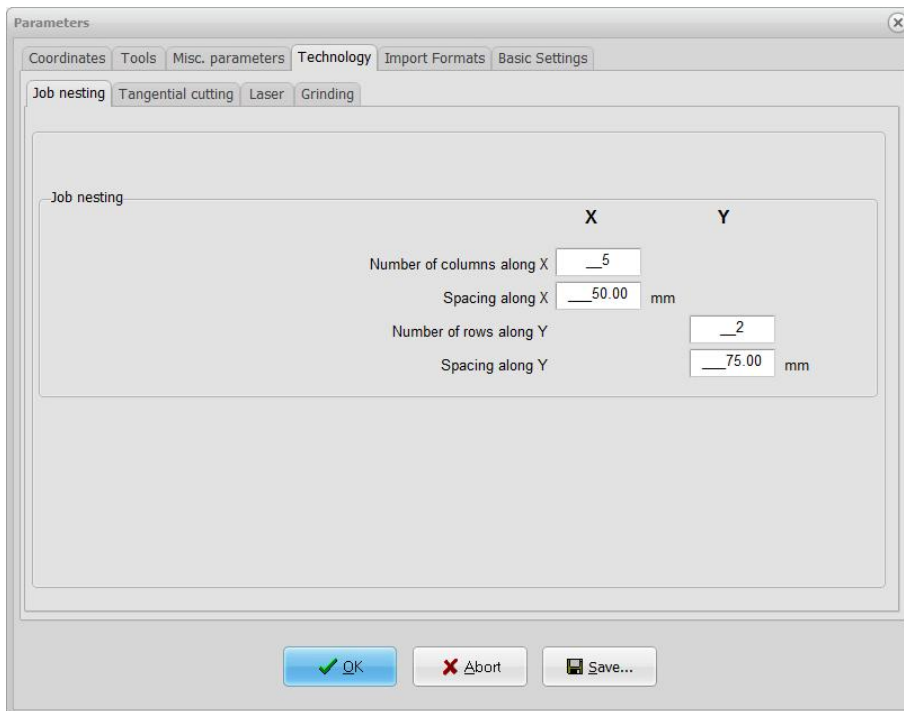 Parameters
Coordinates Tools Misc. parameters Technology Import Formats Basic Settings
Job nesting Tangential cutting Laser Grinding
Job nesting
X Y
Number of columns along X __5
Spacing along X ___50.00 mm
Number of rows along Y __2
Spacing along Y ___75.00 mm
OK Abort Save...